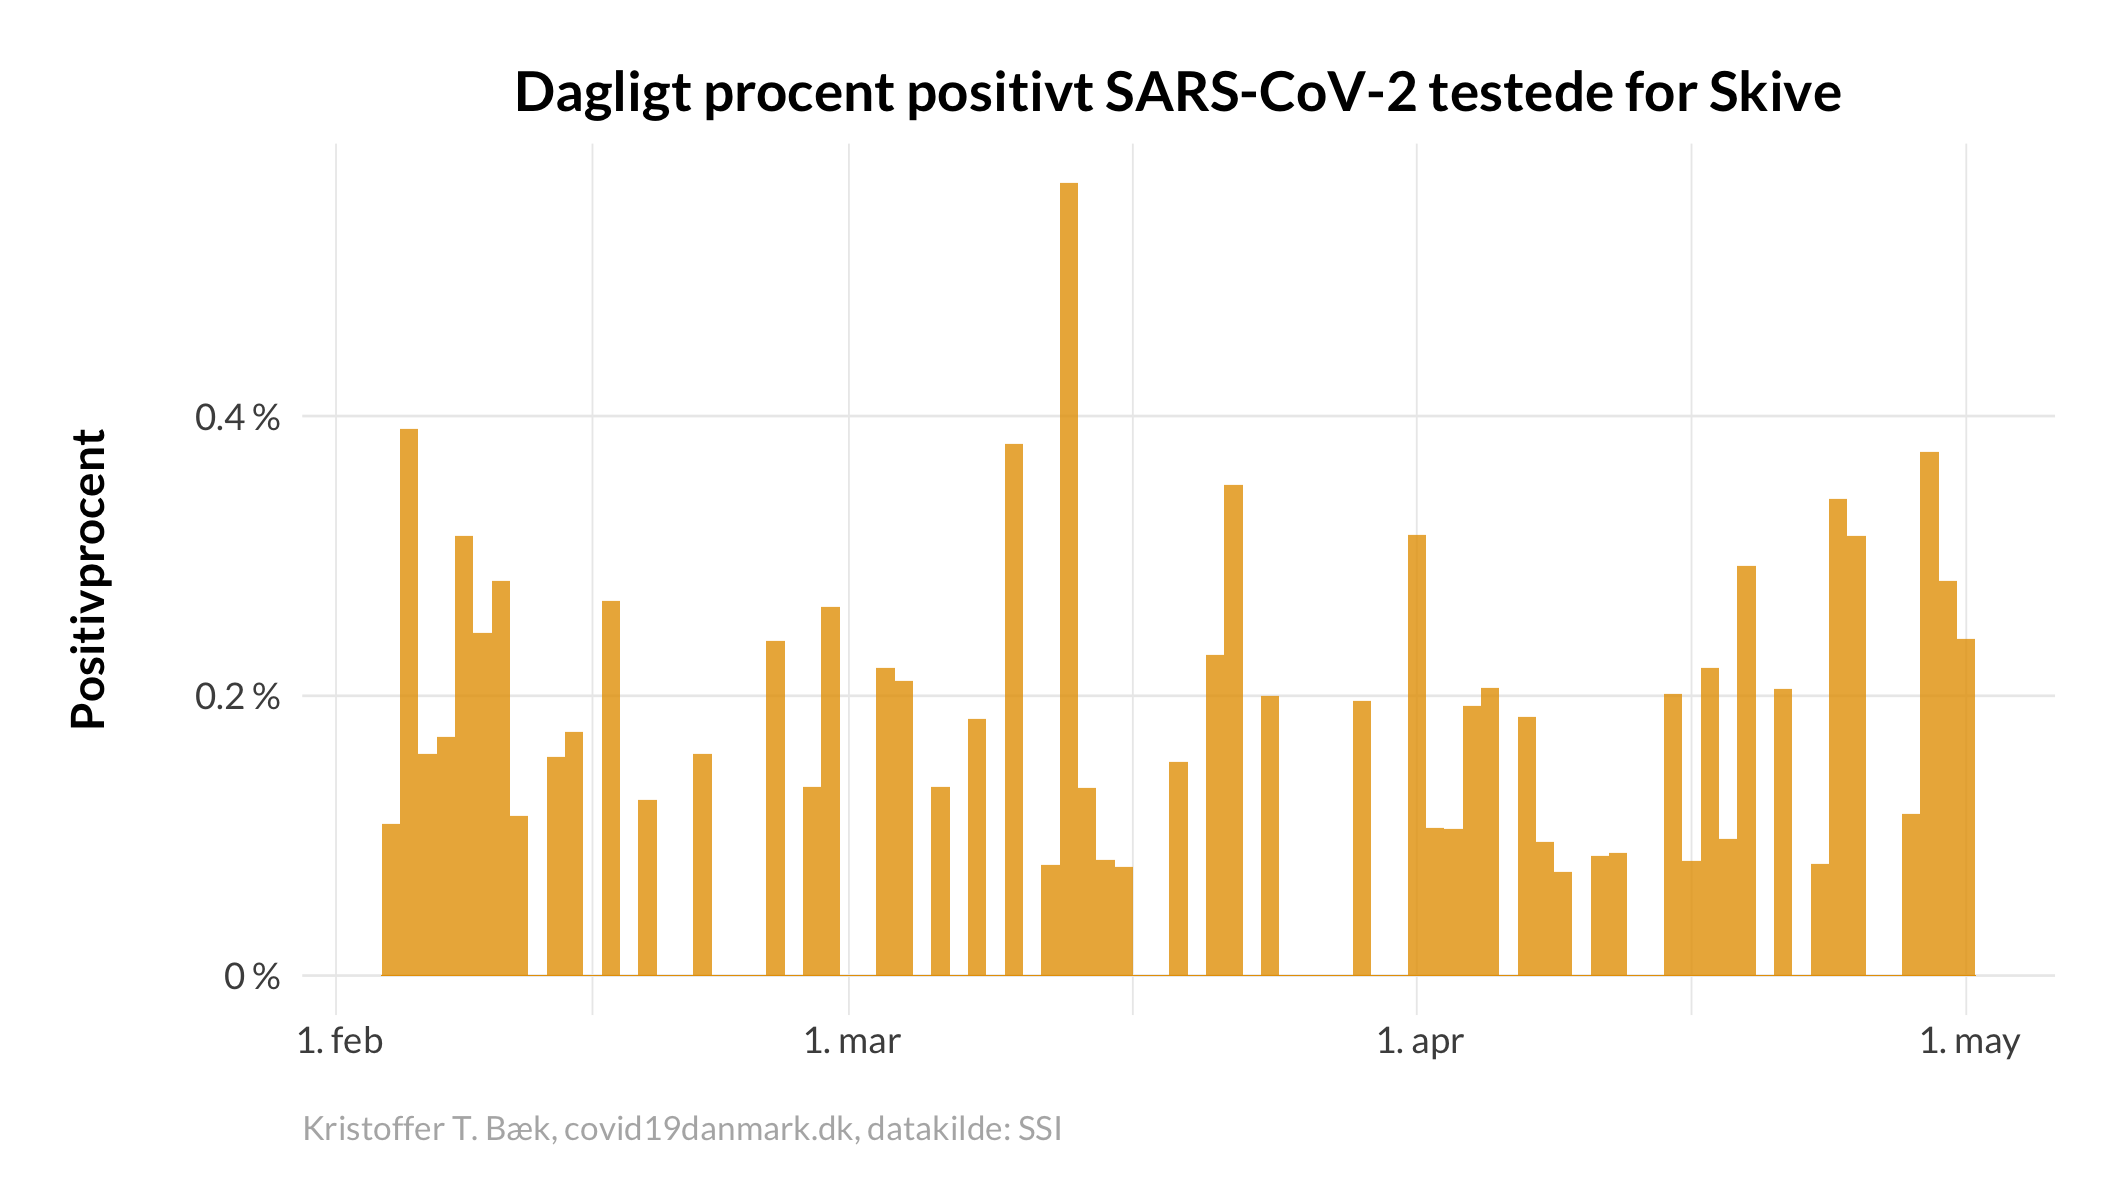 Dagligt procent positivt SARS-CoV-2 testede for Skive
Positivprocent
0.4 %
0.2 %
0 %
1. feb
1. mar
1. apr
1. may
Kristoffer T. Bæk, covid19danmark.dk, datakilde: SSI